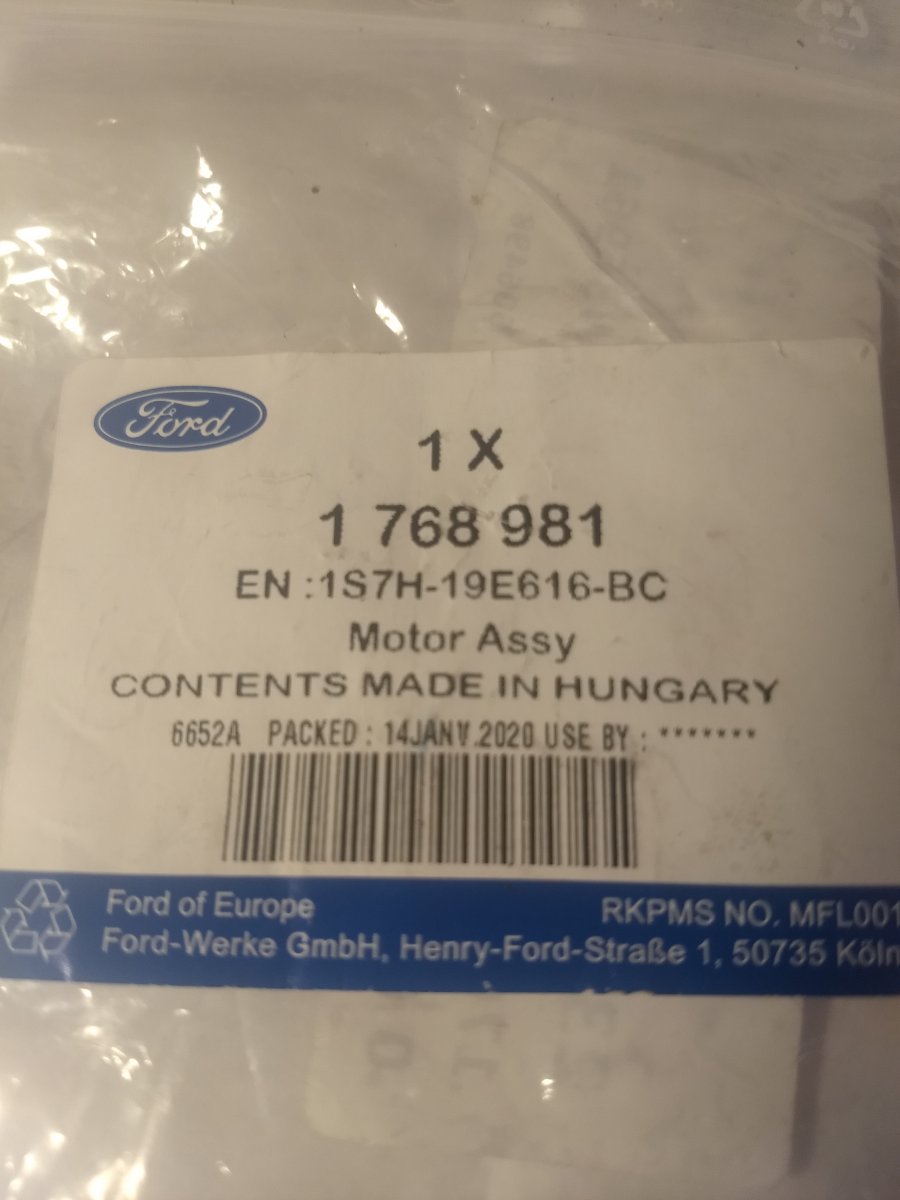 Ford
1 X
1 768 981
EN :1S7H-19E616-BC
Motor Assy
CONTENTS MADE IN HUNGARY
6652A PACKED : 14JANV.2020 USE BY : *******
Ford of Europe
RKPMS NO. MFL001
Ford-Werke GmbH, Henry-Ford-Straße 1, 50735 Köln